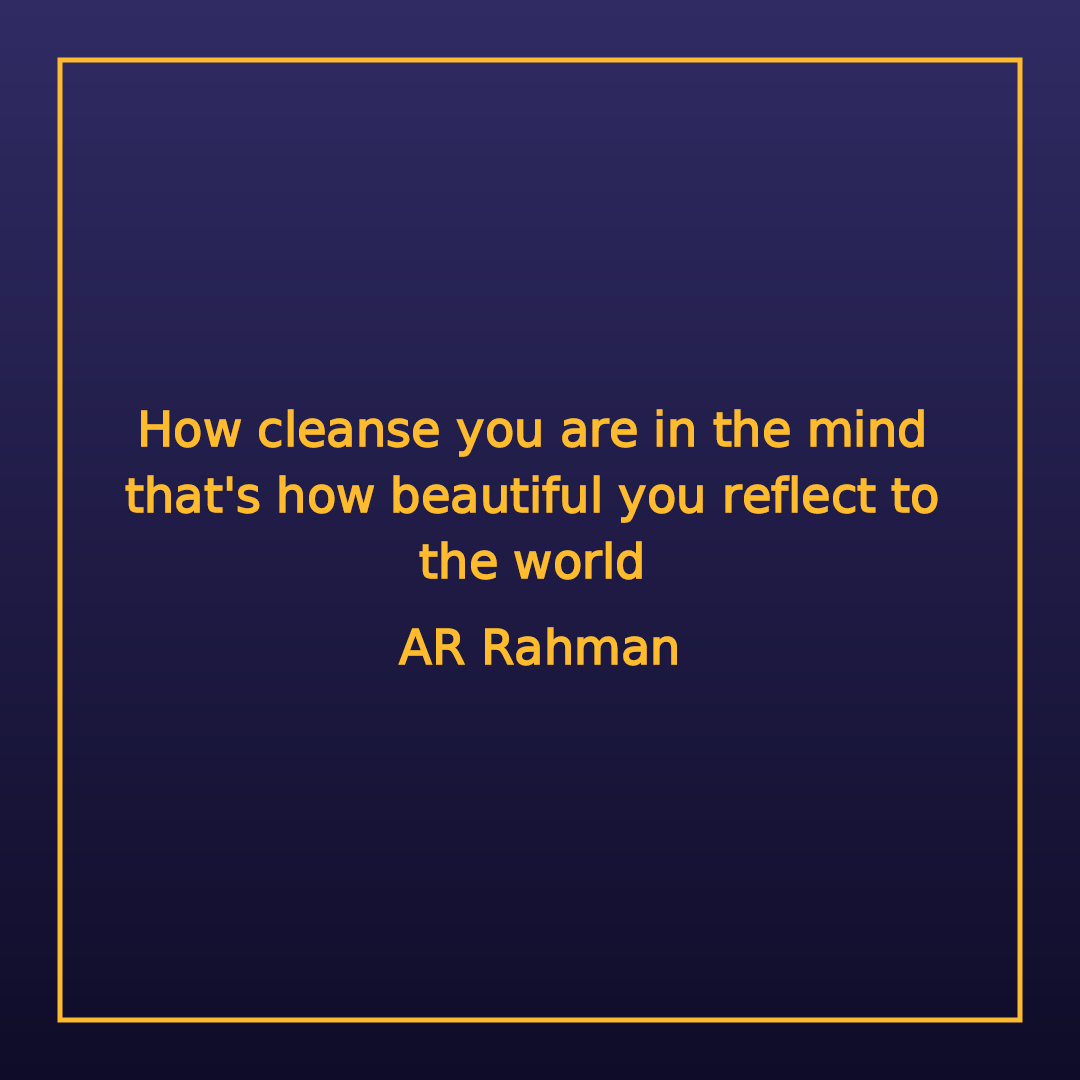 How cleanse you are in the mind
that's how beautiful you reflect to
the world
AR Rahman